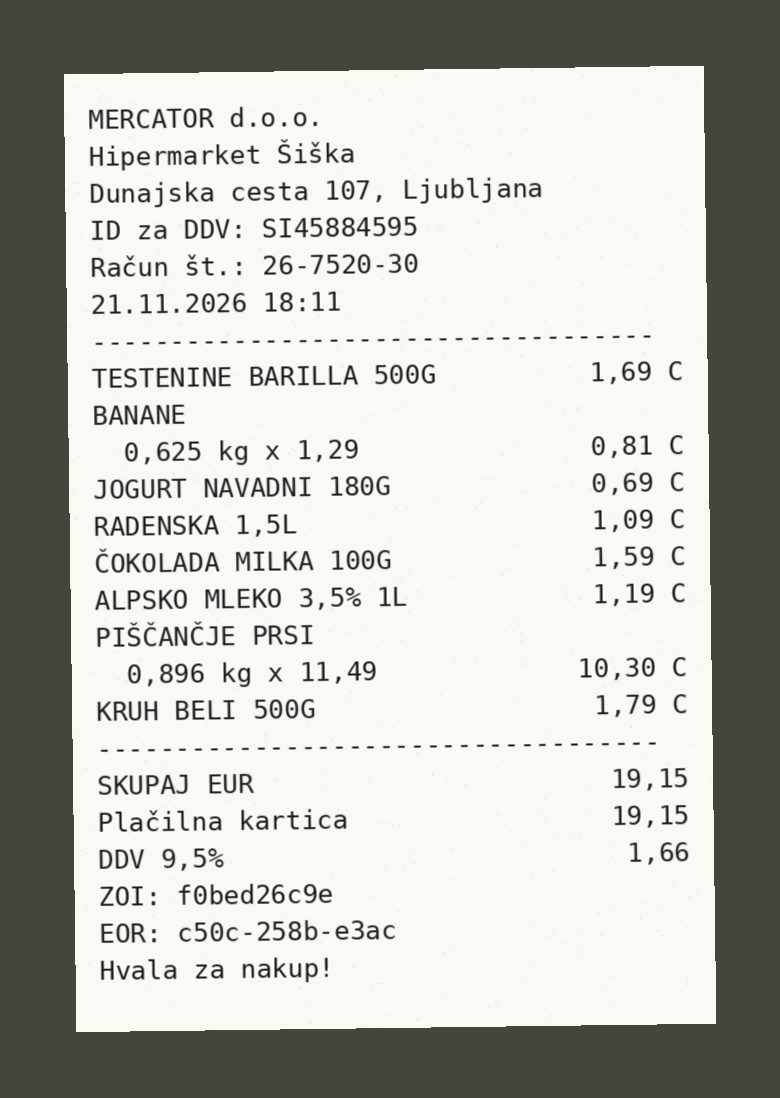 MERCATOR d.o.o.
Hipermarket Šiška
Dunajska cesta 107, Ljubljana
ID za DDV: SI45884595
Račun št.: 26-7520-30
21.11.2026 18:11
------------------------------------
TESTENINE BARILLA 500G 1,69 C
BANANE
0,625 kg x 1,29 0,81 C
JOGURT NAVADNI 180G 0,69 C
RADENSKA 1,5L 1,09 C
ČOKOLADA MILKA 100G 1,59 C
ALPSKO MLEKO 3,5% 1L 1,19 C
PIŠČANČJE PRSI
0,896 kg x 11,49 10,30 C
KRUH BELI 500G 1,79 C
------------------------------------
SKUPAJ EUR 19,15
Plačilna kartica 19,15
DDV 9,5% 1,66
ZOI: f0bed26c9e
EOR: c50c-258b-e3ac
Hvala za nakup!